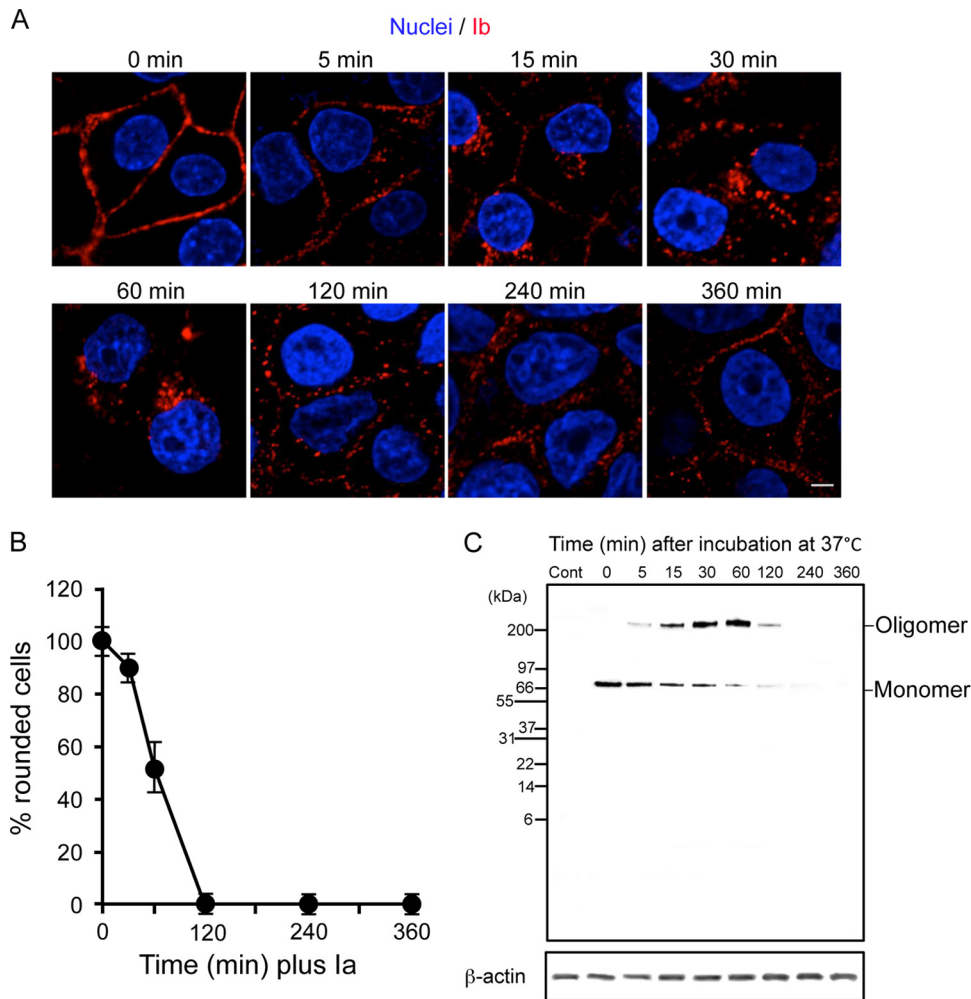 A
Nuclei / Ib
0 min 5 min 15 min 30 min
60 min 120 min 240 min 360 min
B
% rounded cells
120
100
80
60
40
20
0
0 120 240 360
Time (min) plus Ia
C
Time (min) after incubation at 37°C
Cont 0 5 15 30 60 120 240 360
(kDa)
200
97
66
55
37
31
22
14
6
Oligomer
Monomer
β-actin